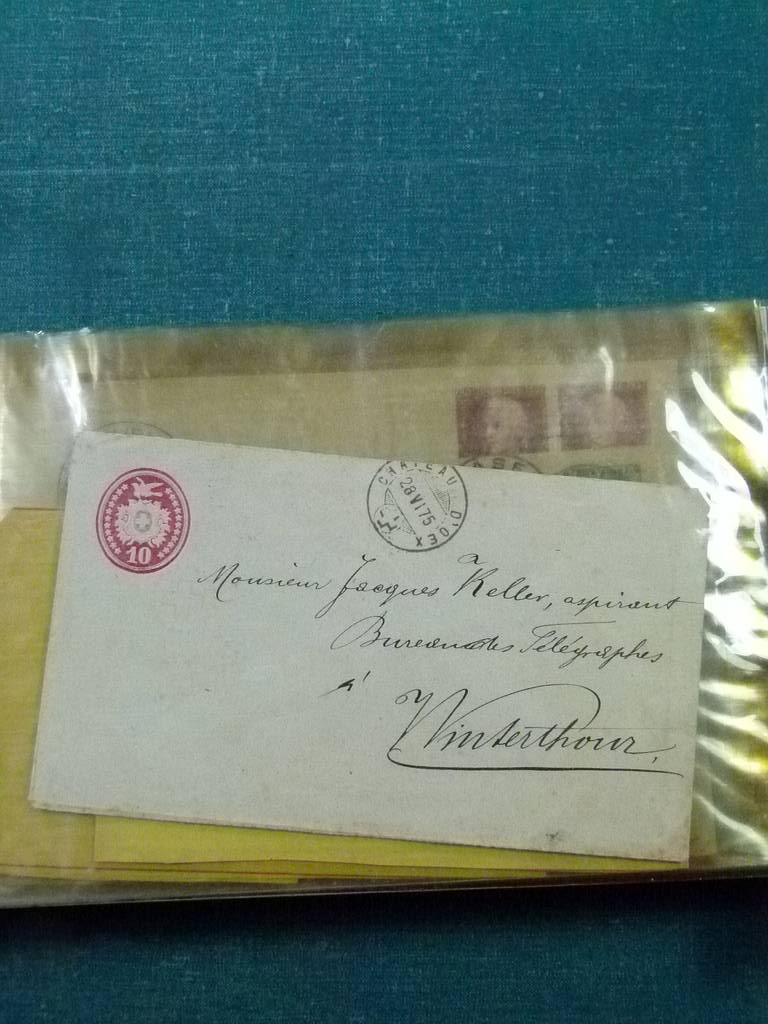 10
CHATEAU D'OEX
28 VI 75
Monsieur Jacques Keller, aspirant
Bureau des Télégraphes
à
Winterthour.